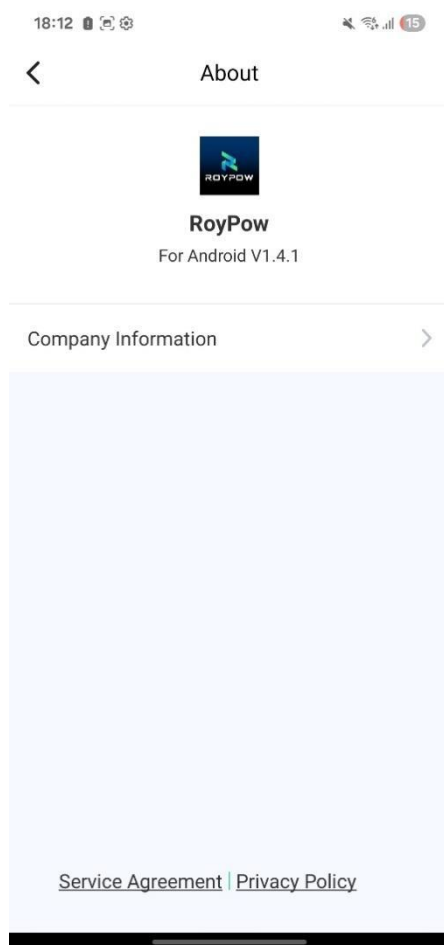 18:12
15
About
ROYPOW
RoyPow
For Android V1.4.1
Company Information
Service Agreement | Privacy Policy